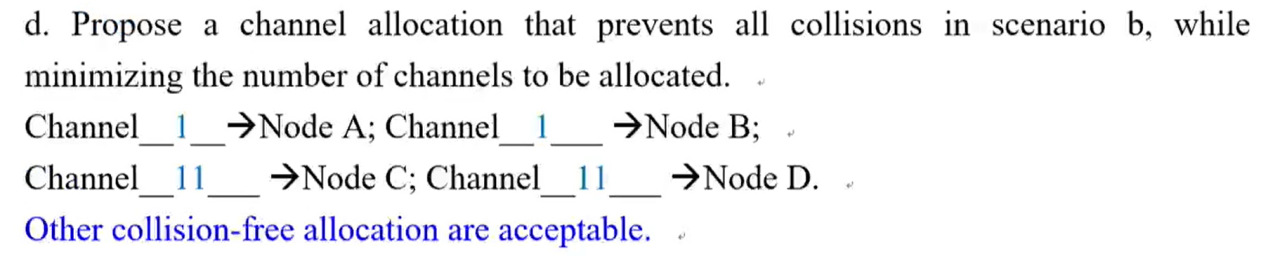 d. Propose a channel allocation that prevents all collisions in scenario b, while
minimizing the number of channels to be allocated.
Channel__1__→Node A; Channel__1___ →Node B;
Channel__11___ →Node C; Channel__11___ →Node D.
Other collision-free allocation are acceptable.